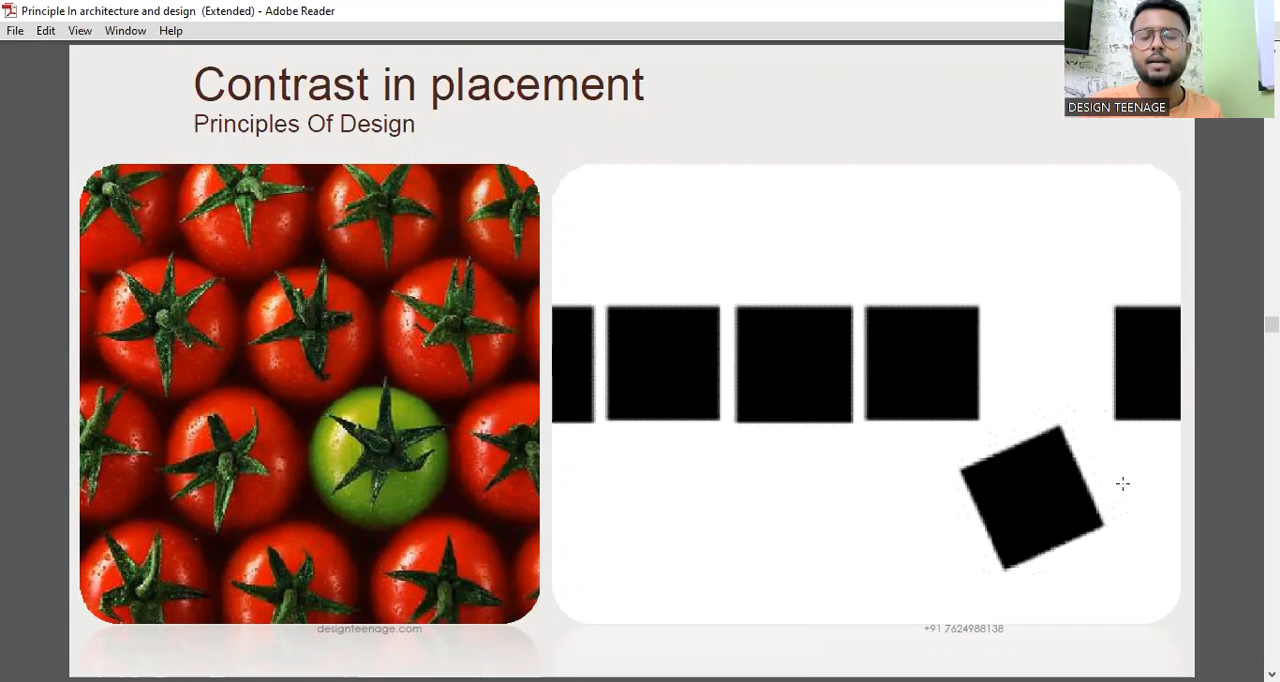 Principle In architecture and design  (Extended) - Adobe Reader
File Edit View Window Help
DESIGN TEENAGE
Contrast in placement
Principles Of Design
designteenage.com
+91 7624988138